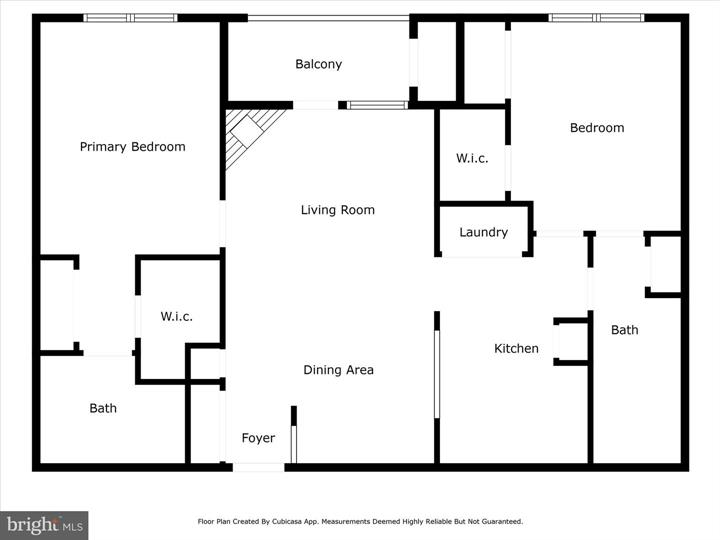 Balcony
Primary Bedroom
Bedroom
W.i.c.
Living Room
Laundry
W.i.c.
Bath
Kitchen
Dining Area
Bath
Foyer
Floor Plan Created By Cubicasa App. Measurements Deemed Highly Reliable But Not Guaranteed.
bright MLS